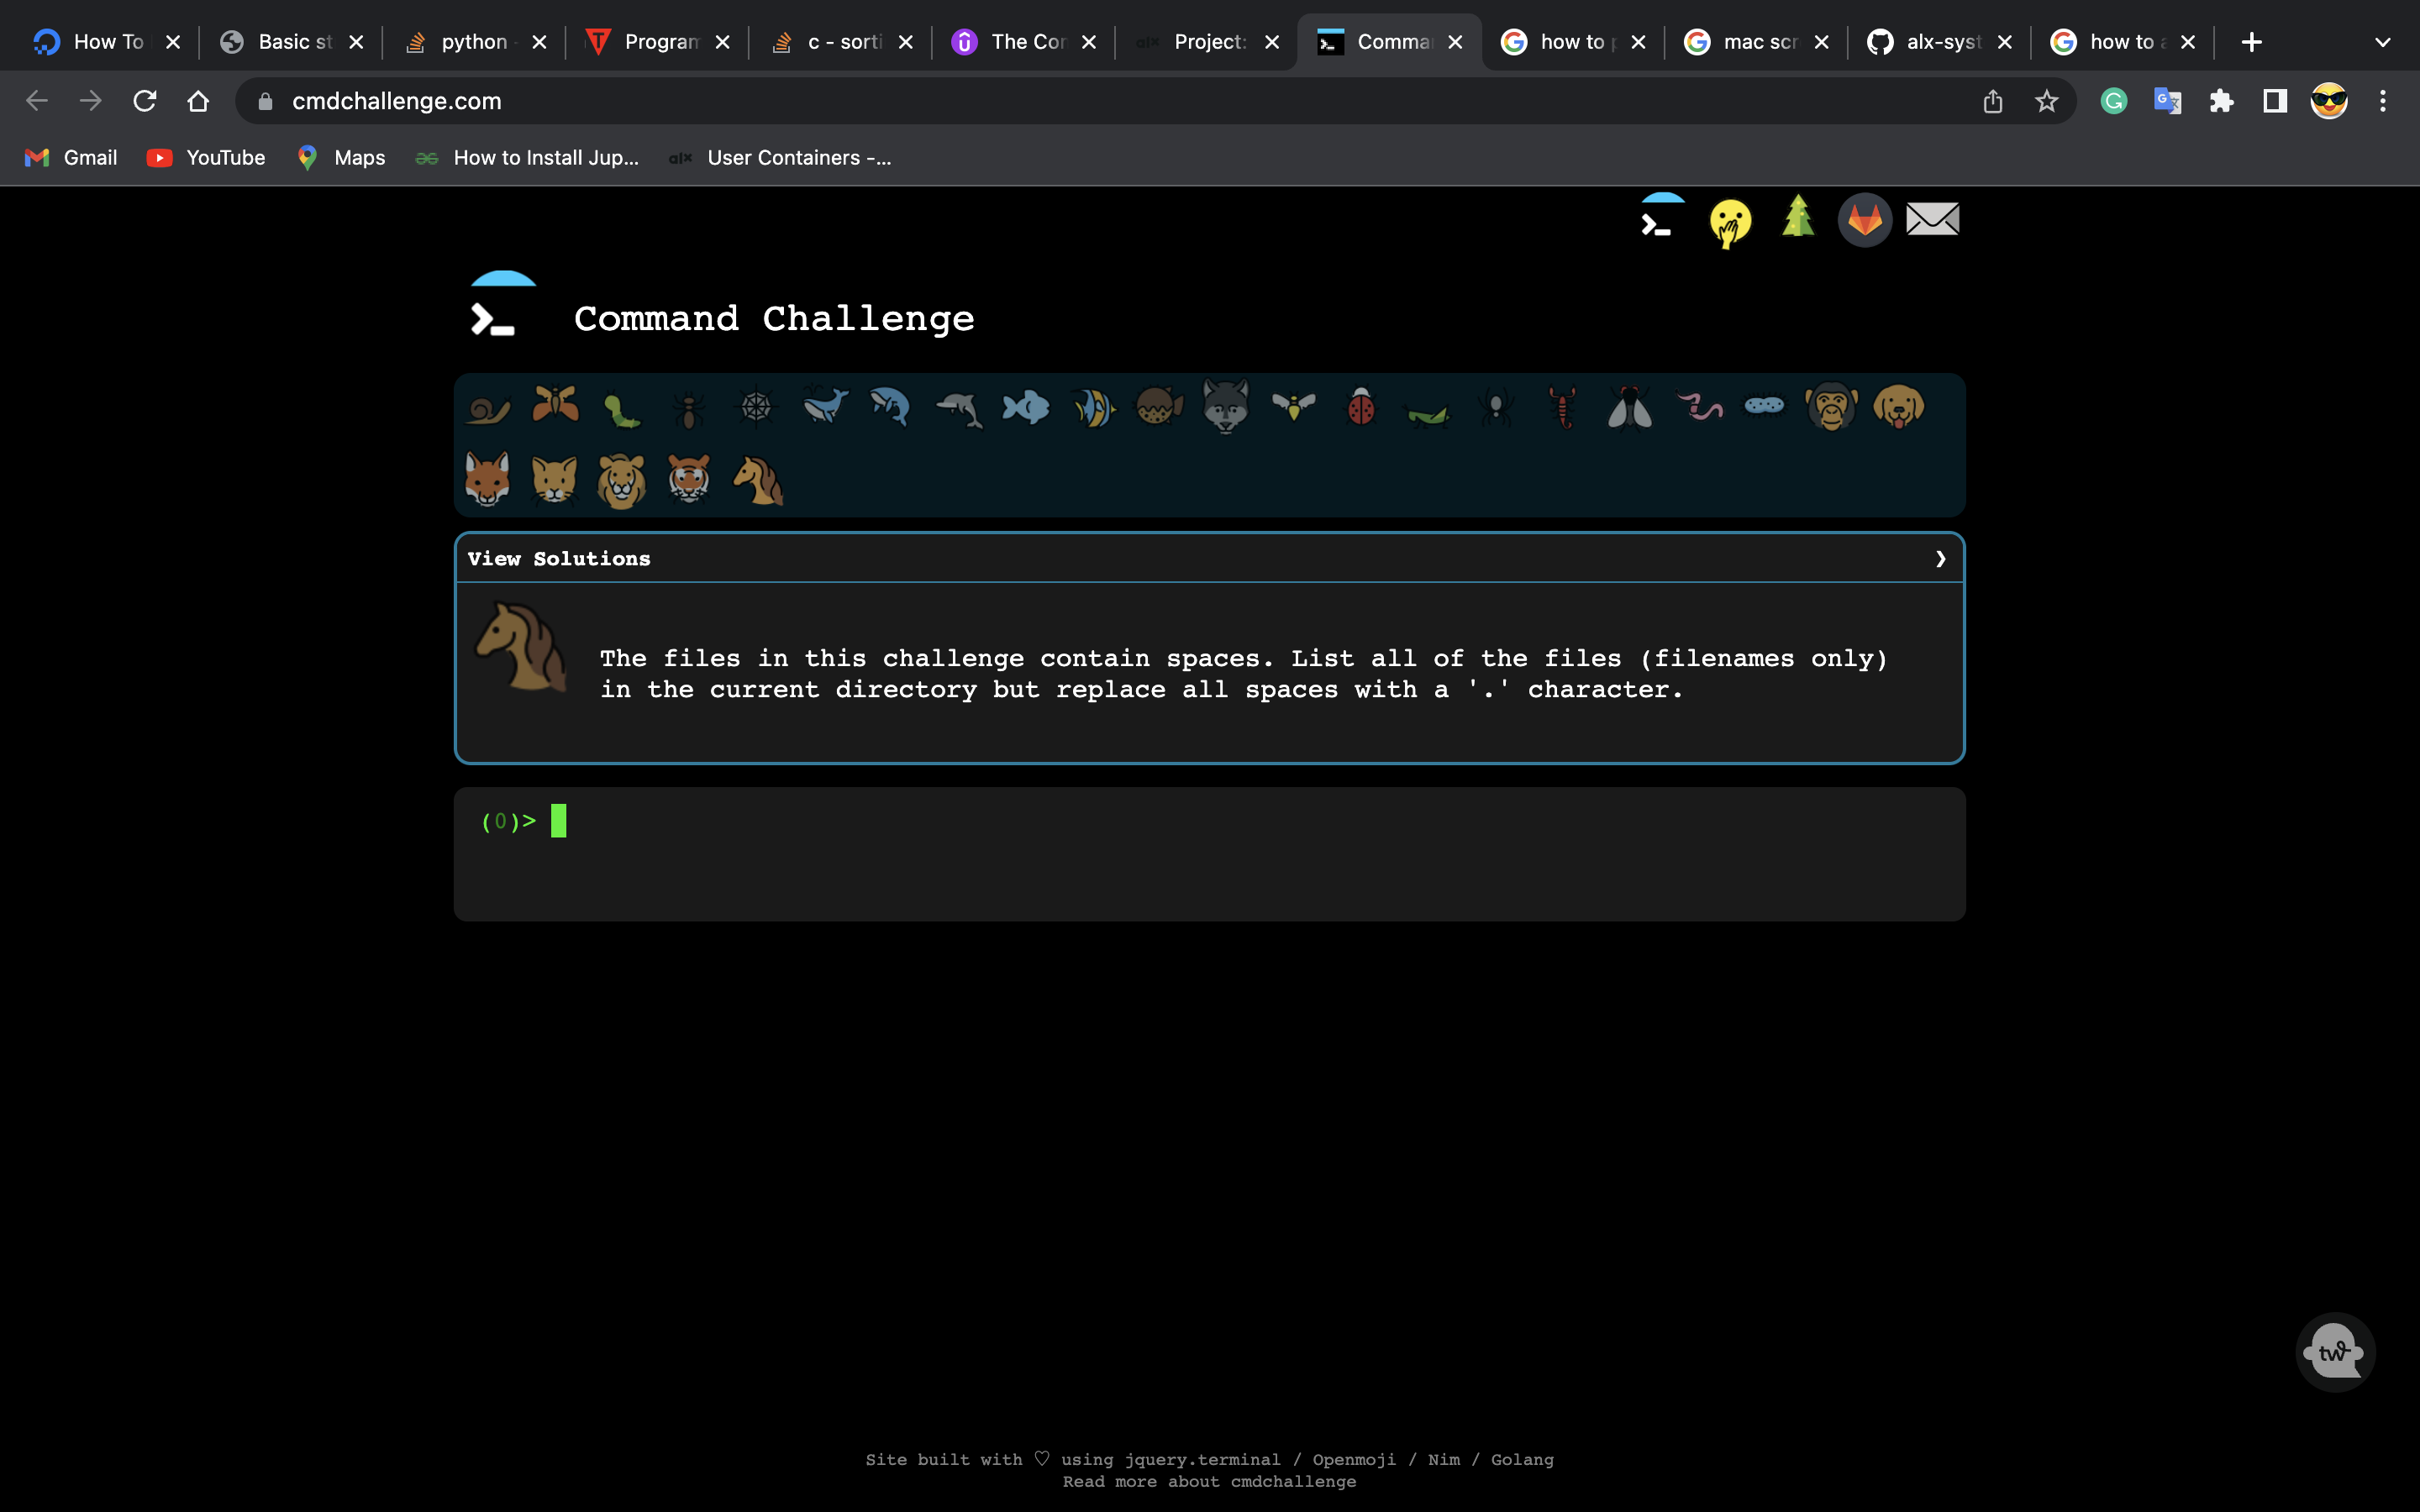 How To
Basic st
python
Program
c - sorti
The Cor
alx Project:
Comma
how to p
mac scr
alx-syst
how to a
cmdchallenge.com
Gmail
YouTube
Maps
How to Install Jup...
alx User Containers -...
Command Challenge
View Solutions
The files in this challenge contain spaces. List all of the files (filenames only)
in the current directory but replace all spaces with a '.' character.
(0)>
tw
Site built with ♡ using jquery.terminal / Openmoji / Nim / Golang
Read more about cmdchallenge